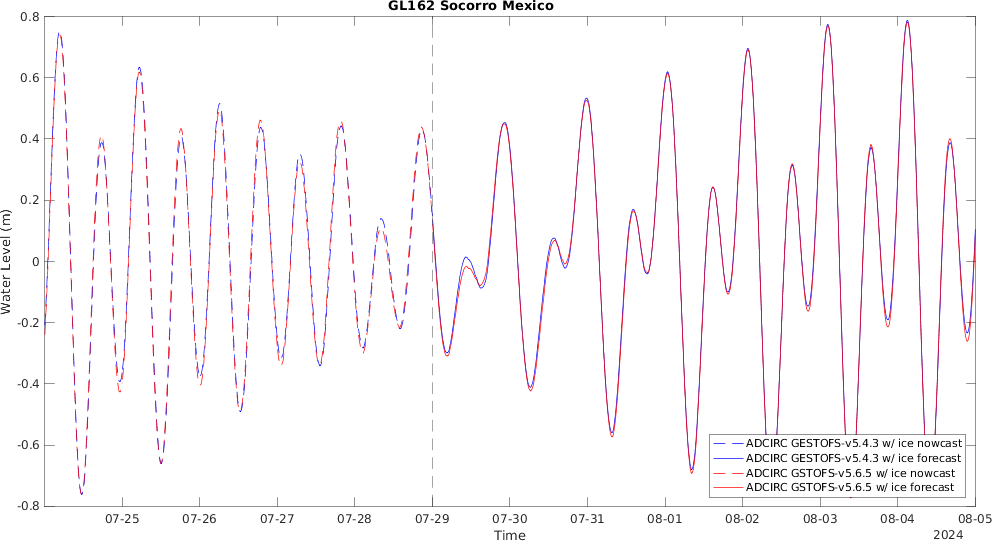 GL162 Socorro Mexico
0.8
0.6
0.4
0.2
0
-0.2
-0.4
-0.6
-0.8
Water Level (m)
ADCIRC GESTOFS-v5.4.3 w/ ice nowcast
ADCIRC GESTOFS-v5.4.3 w/ ice forecast
ADCIRC GSTOFS-v5.6.5 w/ ice nowcast
ADCIRC GSTOFS-v5.6.5 w/ ice forecast
07-25 07-26 07-27 07-28 07-29 07-30 07-31 08-01 08-02 08-03 08-04 08-05
Time
2024